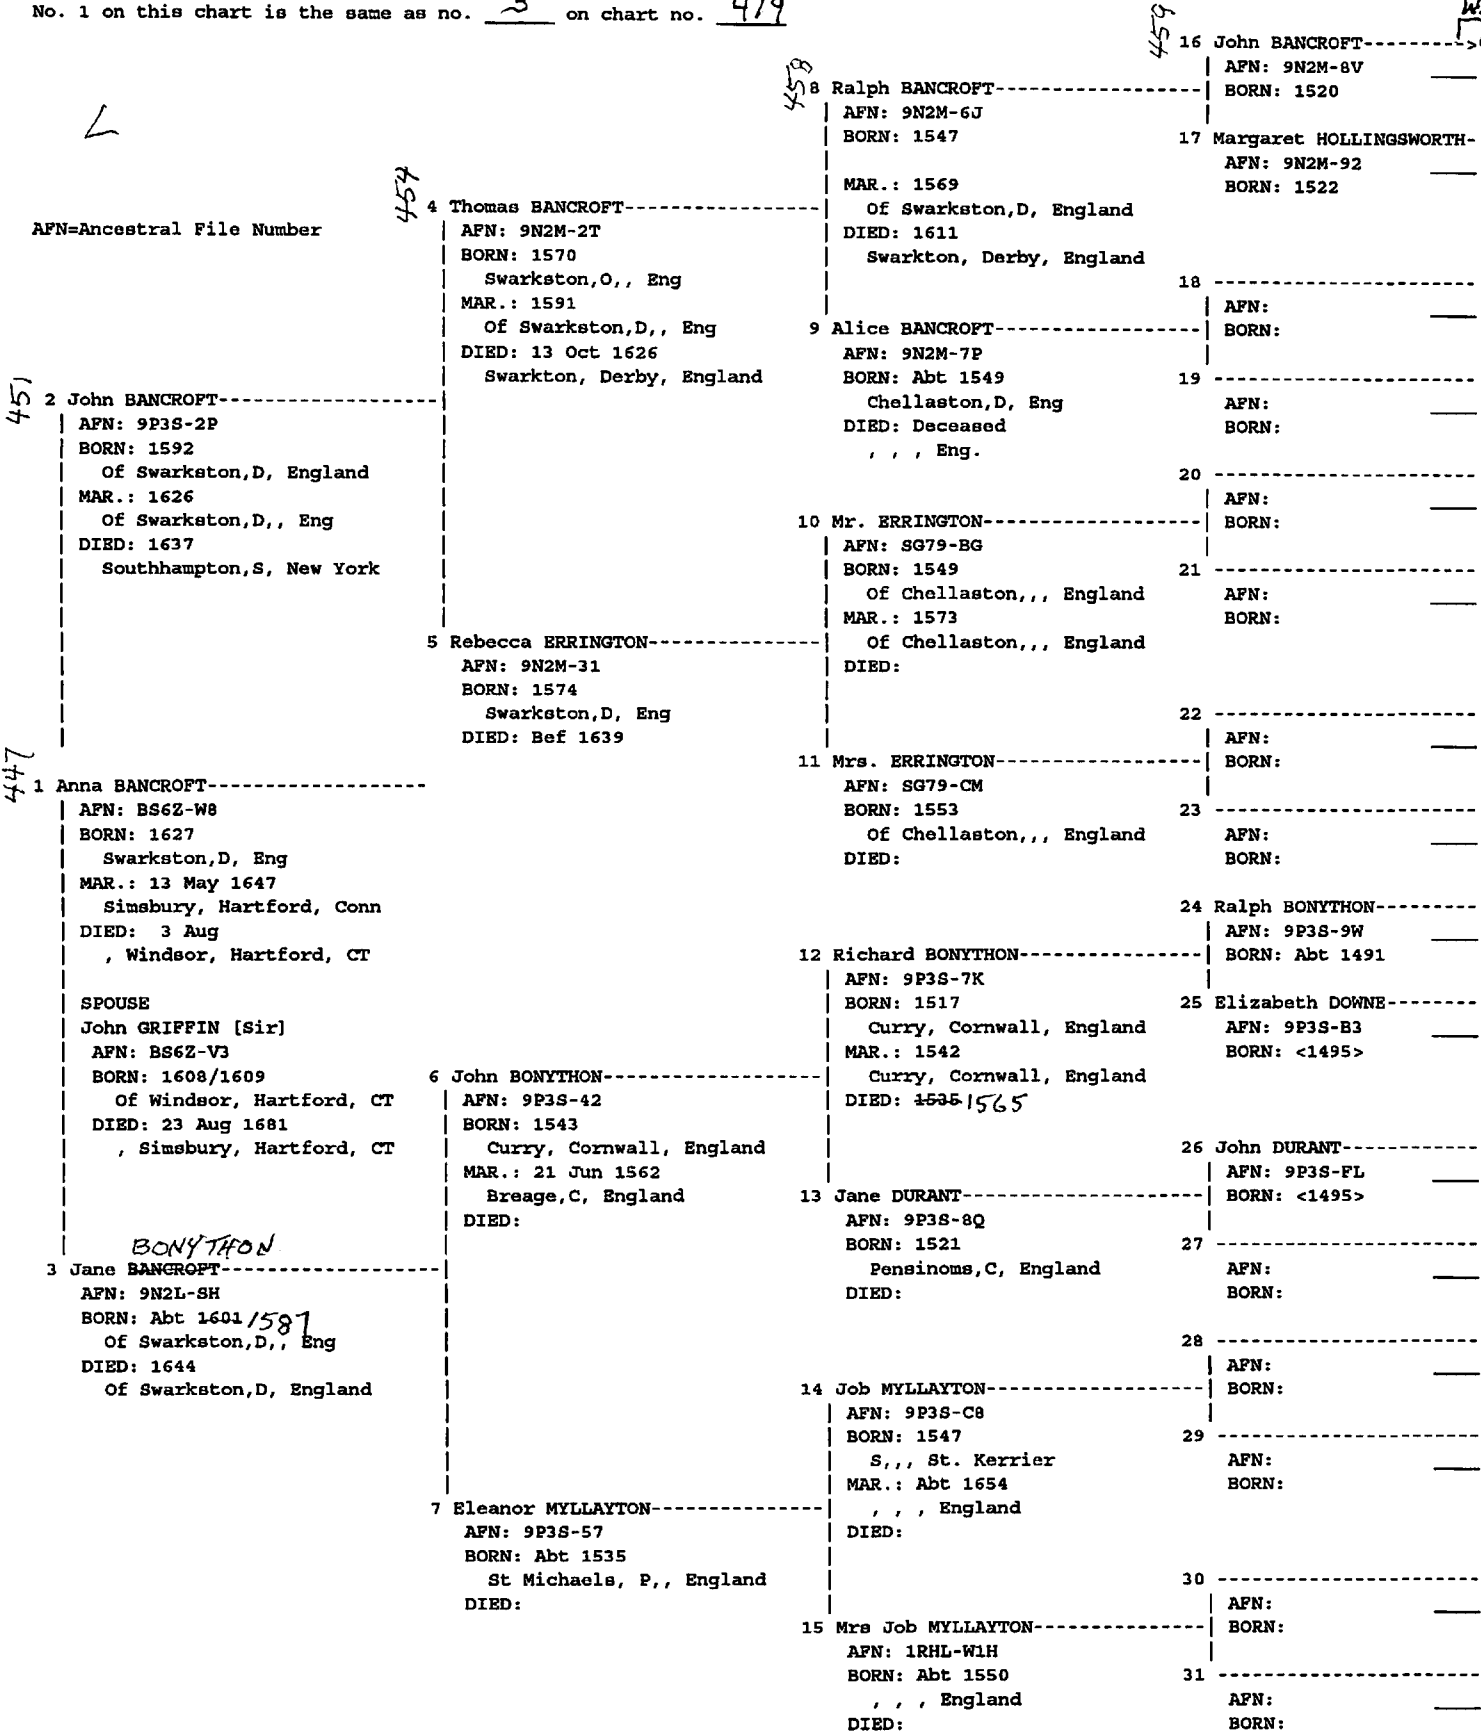 No. 1 on this chart is the same as no. 3 on chart no. 479
AFN=Ancestral File Number
447
1 Anna BANCROFT
AFN: BS6Z-W8
BORN: 1627
Swarkston,D, Eng
MAR.: 13 May 1647
Simsbury, Hartford, Conn
DIED: 3 Aug
, Windsor, Hartford, CT
SPOUSE
John GRIFFIN [Sir]
AFN: BS6Z-V3
BORN: 1608/1609
Of Windsor, Hartford, CT
DIED: 23 Aug 1681
, Simsbury, Hartford, CT
451
2 John BANCROFT
AFN: 9P3S-2P
BORN: 1592
Of Swarkston,D, England
MAR.: 1626
Of Swarkston,D,, Eng
DIED: 1637
Southhampton,S, New York
BONYTHON
3 Jane BANCROFT
AFN: 9N2L-SH
BORN: Abt 1601 1587
Of Swarkston,D,, Eng
DIED: 1644
Of Swarkston,D, England
454
4 Thomas BANCROFT
AFN: 9N2M-2T
BORN: 1570
Swarkston,O,, Eng
MAR.: 1591
Of Swarkston,D,, Eng
DIED: 13 Oct 1626
Swarkton, Derby, England
5 Rebecca ERRINGTON
AFN: 9N2M-31
BORN: 1574
Swarkston,D, Eng
DIED: Bef 1639
6 John BONYTHON
AFN: 9P3S-42
BORN: 1543
Curry, Cornwall, England
MAR.: 21 Jun 1562
Breage,C, England
DIED:
7 Eleanor MYLLAYTON
AFN: 9P3S-57
BORN: Abt 1535
St Michaels, P,, England
DIED:
458
8 Ralph BANCROFT
AFN: 9N2M-6J
BORN: 1547
MAR.: 1569
Of Swarkston,D, England
DIED: 1611
Swarkton, Derby, England
9 Alice BANCROFT
AFN: 9N2M-7P
BORN: Abt 1549
Chellaston,D, Eng
DIED: Deceased
, , , Eng.
10 Mr. ERRINGTON
AFN: SG79-BG
BORN: 1549
Of Chellaston,,, England
MAR.: 1573
Of Chellaston,,, England
DIED:
11 Mrs. ERRINGTON
AFN: SG79-CM
BORN: 1553
Of Chellaston,,, England
DIED:
12 Richard BONYTHON
AFN: 9P3S-7K
BORN: 1517
Curry, Cornwall, England
MAR.: 1542
Curry, Cornwall, England
DIED: 1535 1565
13 Jane DURANT
AFN: 9P3S-8Q
BORN: 1521
Pensinoms,C, England
DIED:
14 Job MYLLAYTON
AFN: 9P3S-C8
BORN: 1547
S,,, St. Kerrier
MAR.: Abt 1654
, , , England
DIED:
15 Mrs Job MYLLAYTON
AFN: 1RHL-W1H
BORN: Abt 1550
, , , England
DIED:
459
16 John BANCROFT
AFN: 9N2M-8V
BORN: 1520
17 Margaret HOLLINGSWORTH-
AFN: 9N2M-92
BORN: 1522
18
AFN:
BORN:
19
AFN:
BORN:
20
AFN:
BORN:
21
AFN:
BORN:
22
AFN:
BORN:
23
AFN:
BORN:
24 Ralph BONYTHON
AFN: 9P3S-9W
BORN: Abt 1491
25 Elizabeth DOWNE
AFN: 9P3S-B3
BORN: <1495>
26 John DURANT
AFN: 9P3S-FL
BORN: <1495>
27
AFN:
BORN:
28
AFN:
BORN:
29
AFN:
BORN:
30
AFN:
BORN:
31
AFN:
BORN: